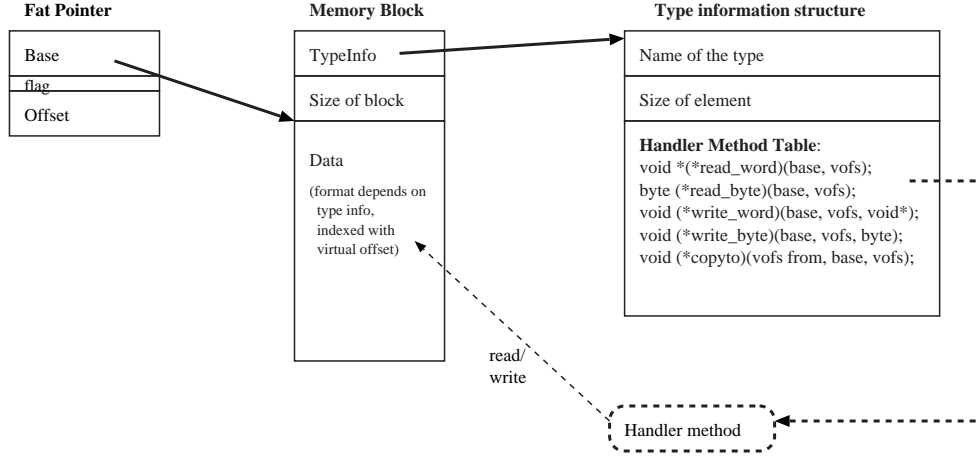 Fat Pointer
Base
flag
Offset
Memory Block
TypeInfo
Size of block
Data
(format depends on
type info,
indexed with
virtual offset)
Type information structure
Name of the type
Size of element
Handler Method Table:
void *(*read_word)(base, vofs);
byte (*read_byte)(base, vofs);
void (*write_word)(base, vofs, void*);
void (*write_byte)(base, vofs, byte);
void (*copyto)(vofs from, base, vofs);
read/
write
Handler method